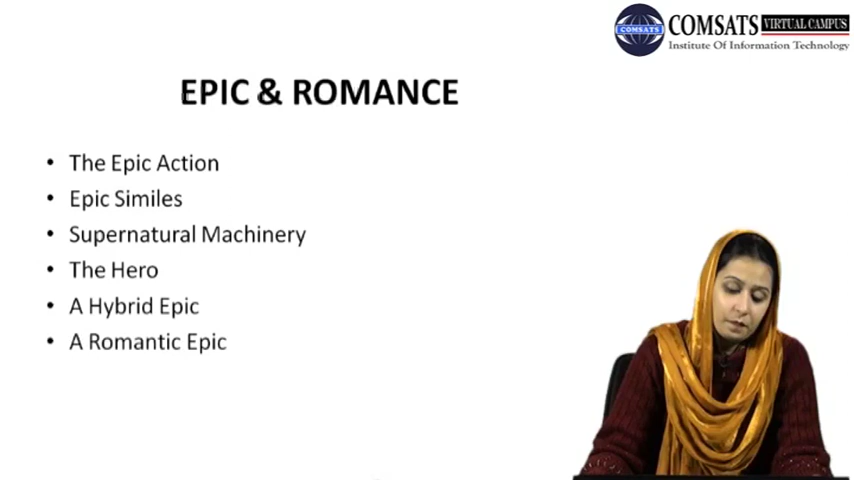 COMSATS VIRTUAL CAMPUS
COMSATS
Institute Of Information Technology
EPIC & ROMANCE
• The Epic Action
• Epic Similes
• Supernatural Machinery
• The Hero
• A Hybrid Epic
• A Romantic Epic